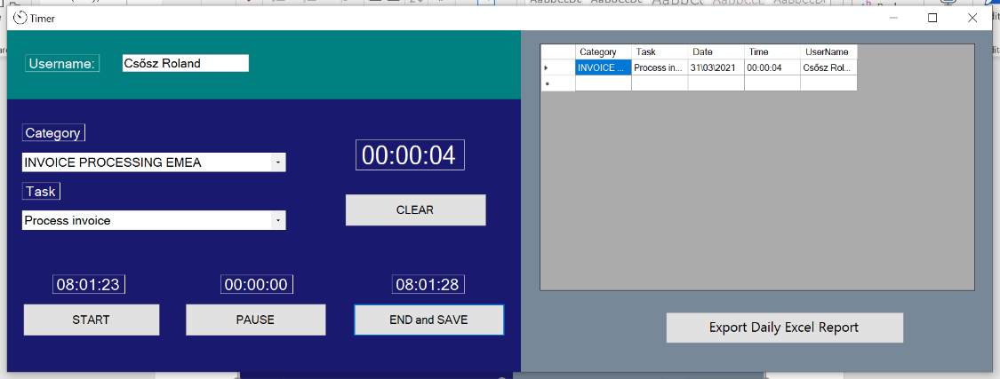 Timer
Username:
Csősz Roland
Category
INVOICE PROCESSING EMEA
Task
Process invoice
00:00:04
CLEAR
08:01:23
00:00:00
08:01:28
START
PAUSE
END and SAVE
Category Task Date Time UserName
INVOICE ... Process in... 31\03\2021 00:00:04 Csősz Rol...
Export Daily Excel Report